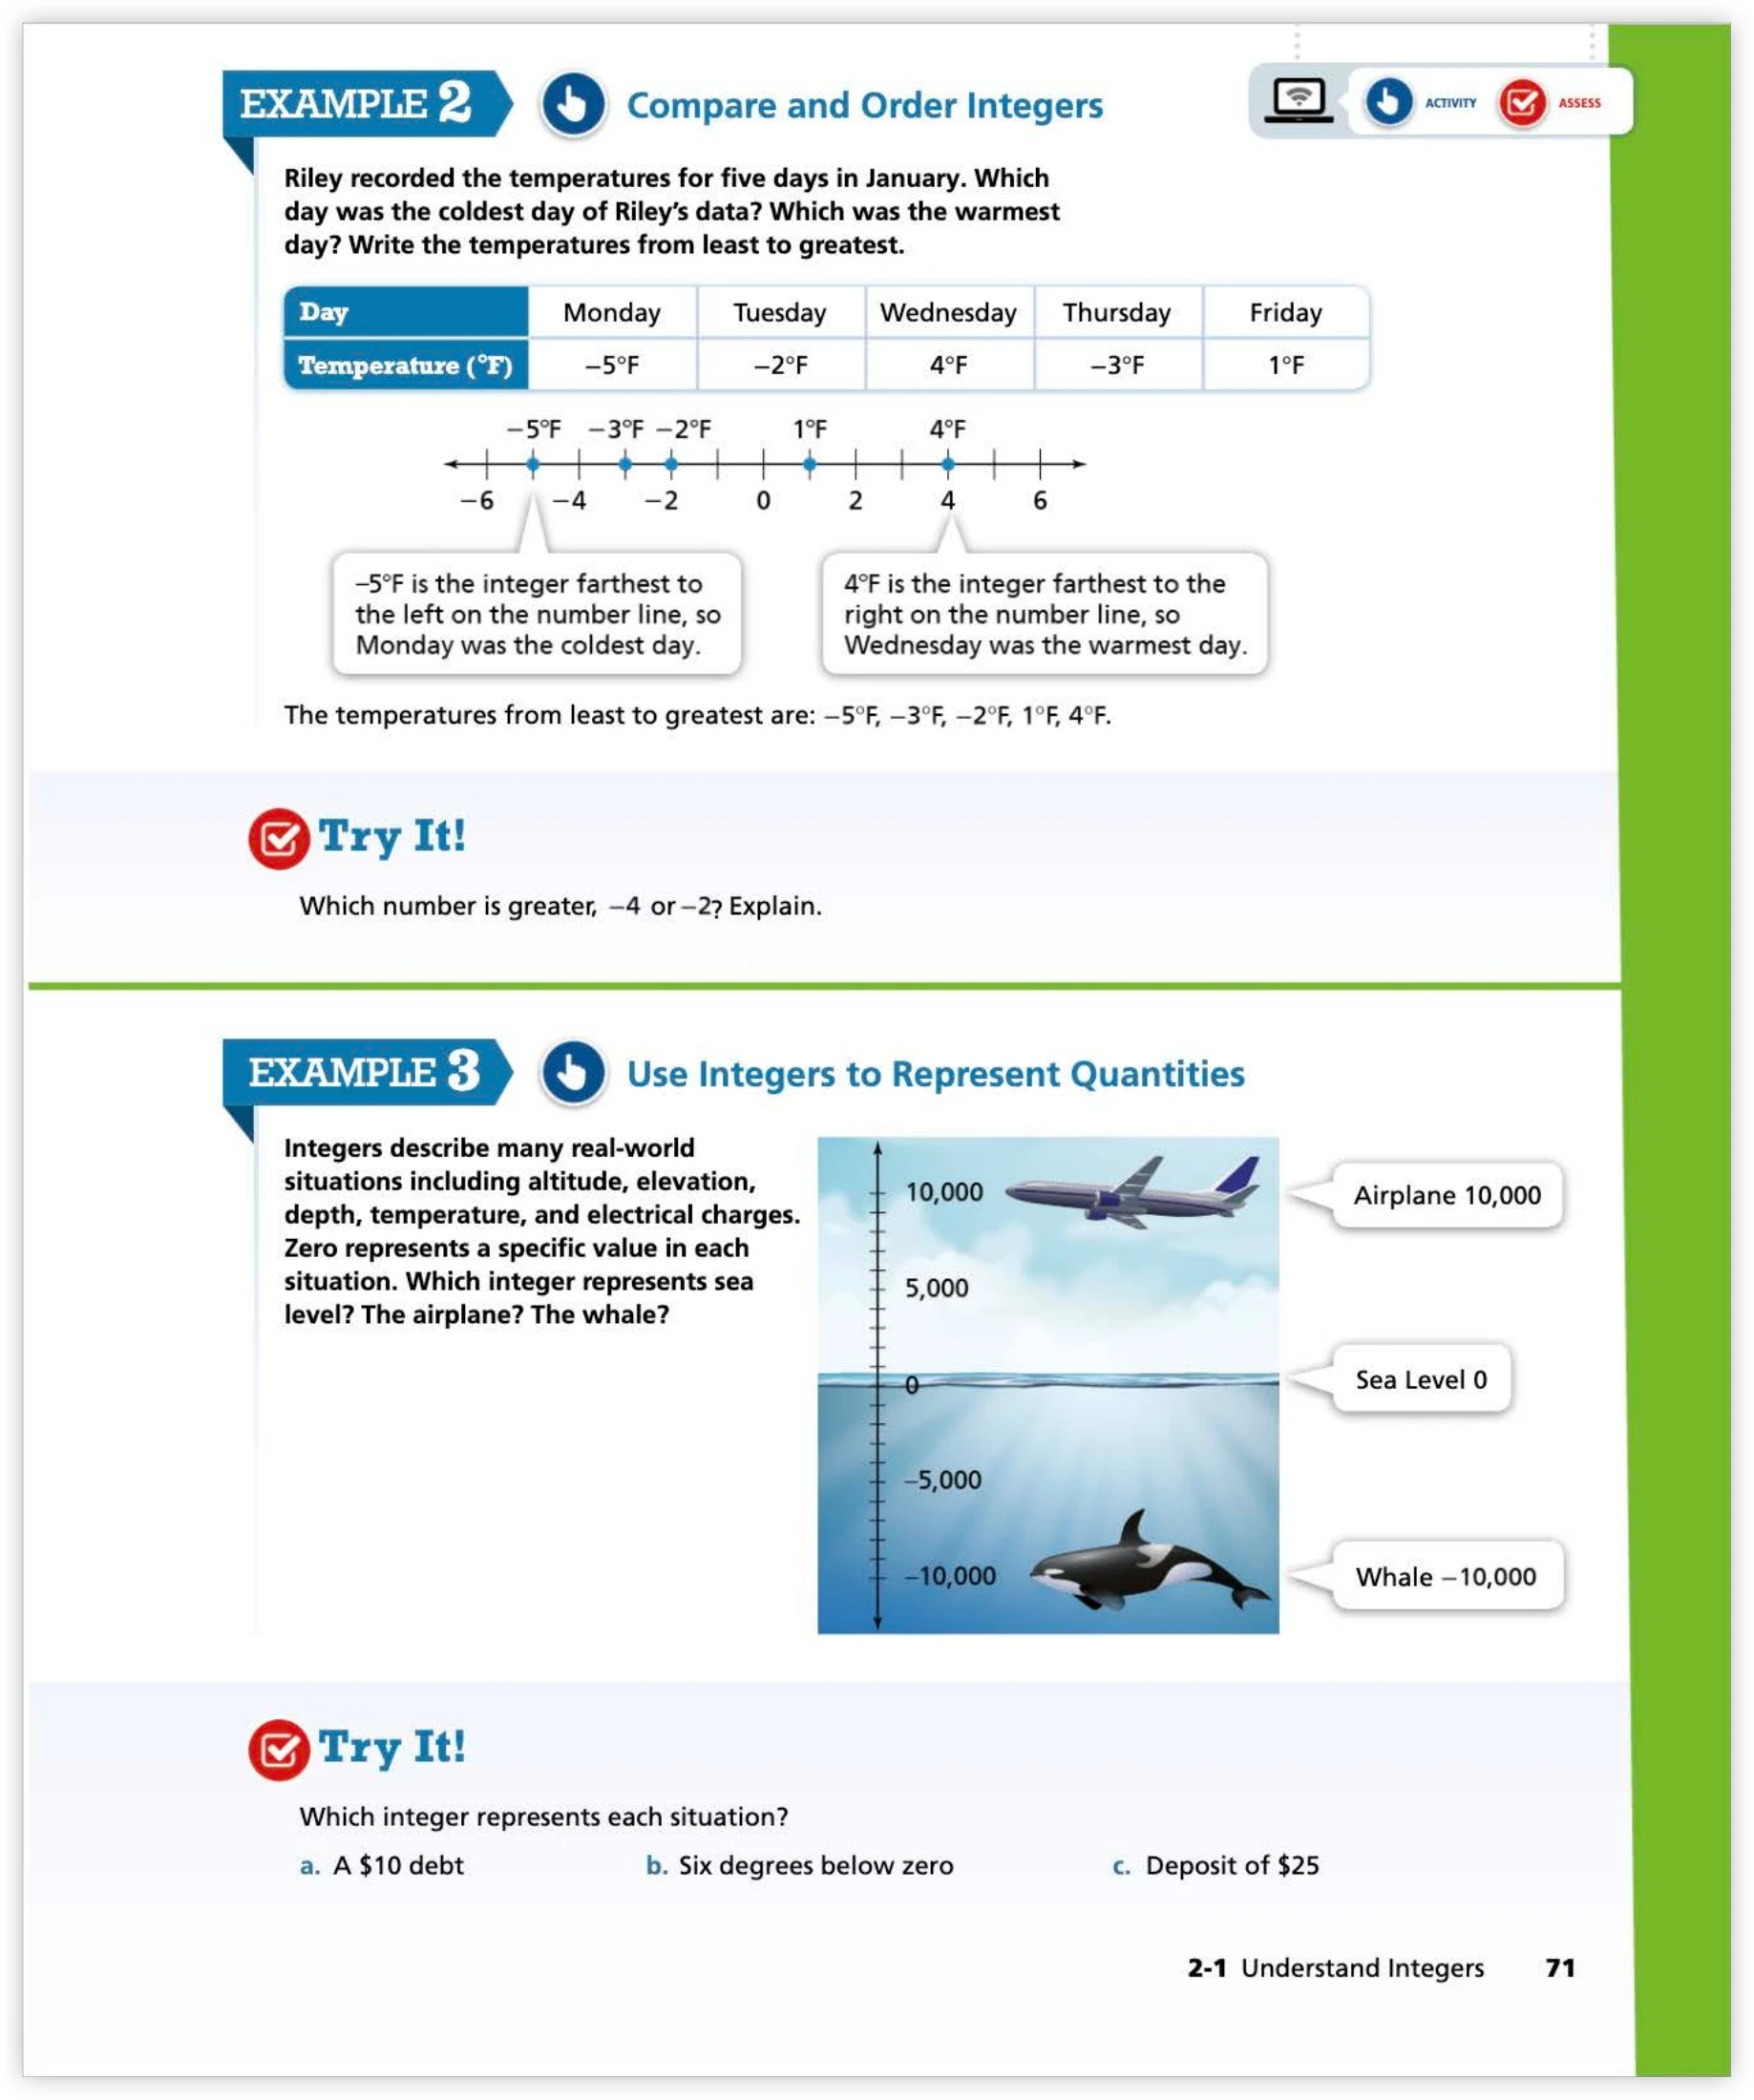 EXAMPLE 2
Compare and Order Integers
ACTIVITY
ASSESS
Riley recorded the temperatures for five days in January. Which
day was the coldest day of Riley’s data? Which was the warmest
day? Write the temperatures from least to greatest.
Day Monday Tuesday Wednesday Thursday Friday
Temperature (°F) −5°F −2°F 4°F −3°F 1°F
−5°F −3°F −2°F 1°F 4°F
−6 −4 −2 0 2 4 6
−5°F is the integer farthest to
the left on the number line, so
Monday was the coldest day.
4°F is the integer farthest to the
right on the number line, so
Wednesday was the warmest day.
The temperatures from least to greatest are: −5°F, −3°F, −2°F, 1°F, 4°F.
Try It!
Which number is greater, −4 or −2? Explain.
EXAMPLE 3
Use Integers to Represent Quantities
Integers describe many real-world
situations including altitude, elevation,
depth, temperature, and electrical charges.
Zero represents a specific value in each
situation. Which integer represents sea
level? The airplane? The whale?
10,000
5,000
0
−5,000
−10,000
Airplane 10,000
Sea Level 0
Whale −10,000
Try It!
Which integer represents each situation?
a. A $10 debt
b. Six degrees below zero
c. Deposit of $25
2-1 Understand Integers 71